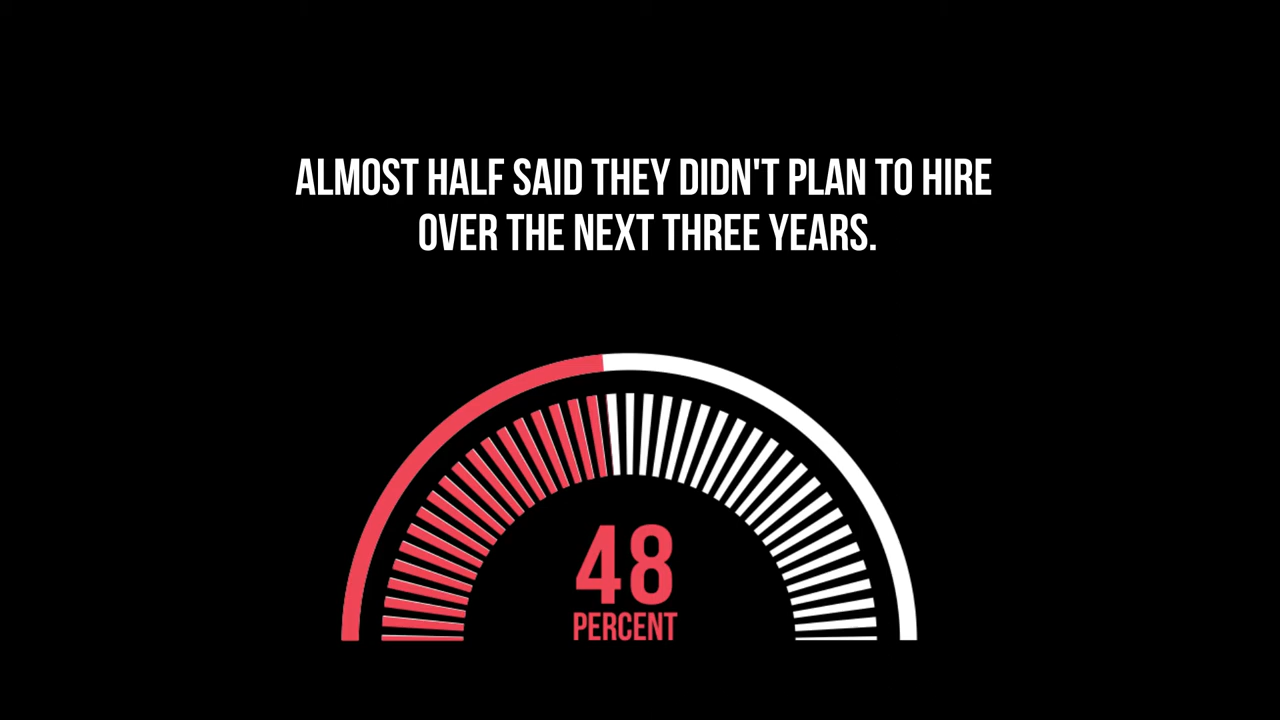 ALMOST HALF SAID THEY DIDN'T PLAN TO HIRE
OVER THE NEXT THREE YEARS.
48
PERCENT